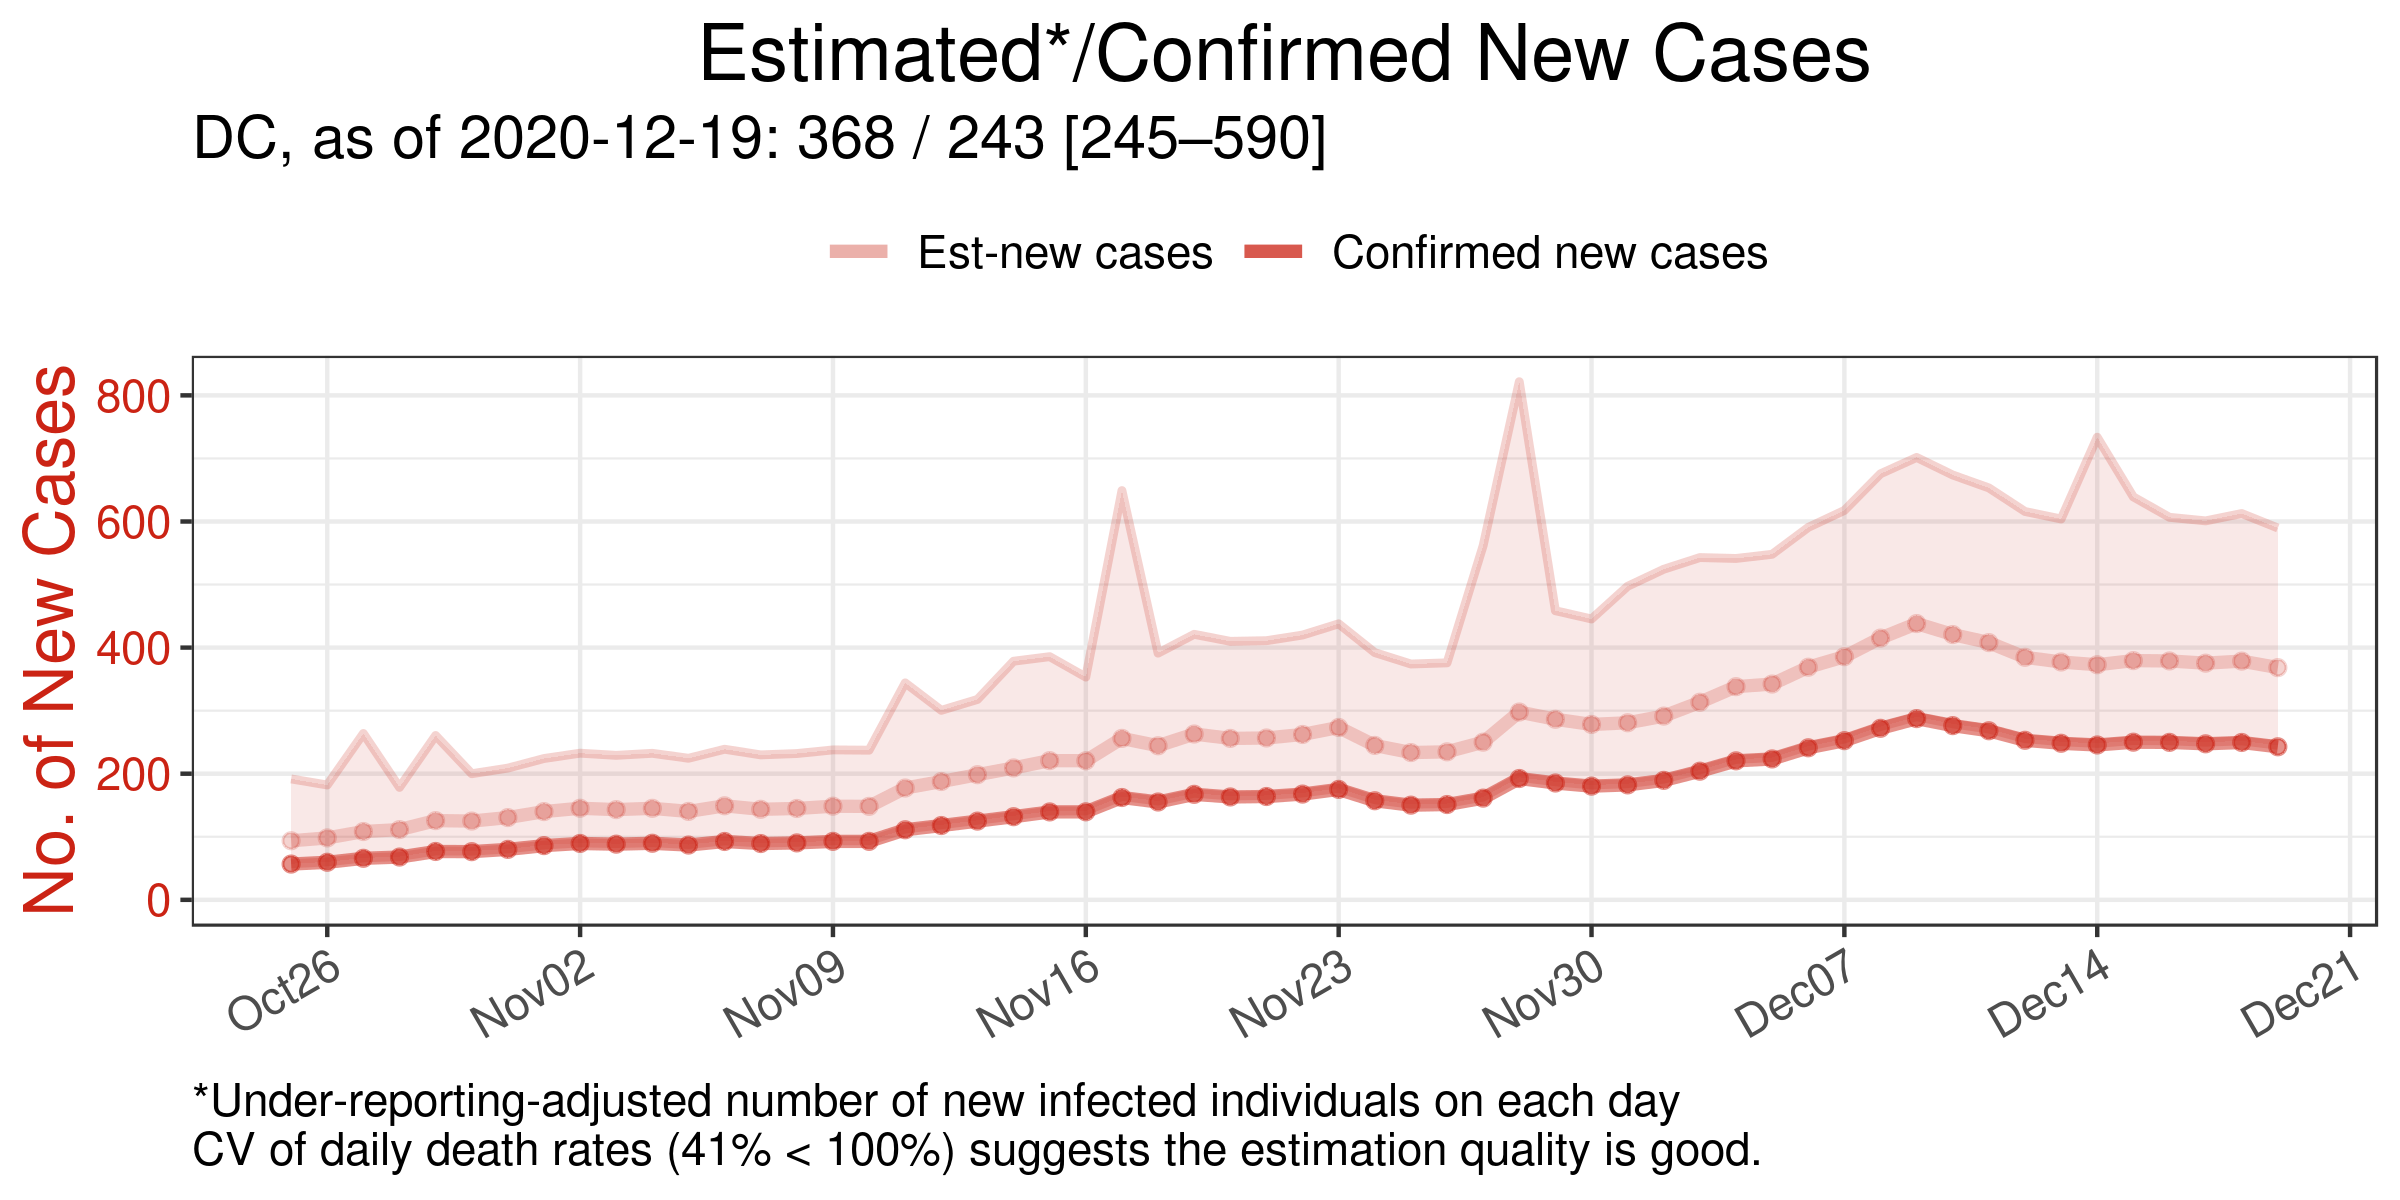 Estimated*/Confirmed New Cases
DC, as of 2020-12-19: 368 / 243 [245–590]
Est-new cases
Confirmed new cases
No. of New Cases
800
600
400
200
0
Oct26
Nov02
Nov09
Nov16
Nov23
Nov30
Dec07
Dec14
Dec21
*Under-reporting-adjusted number of new infected individuals on each day
CV of daily death rates (41% < 100%) suggests the estimation quality is good.